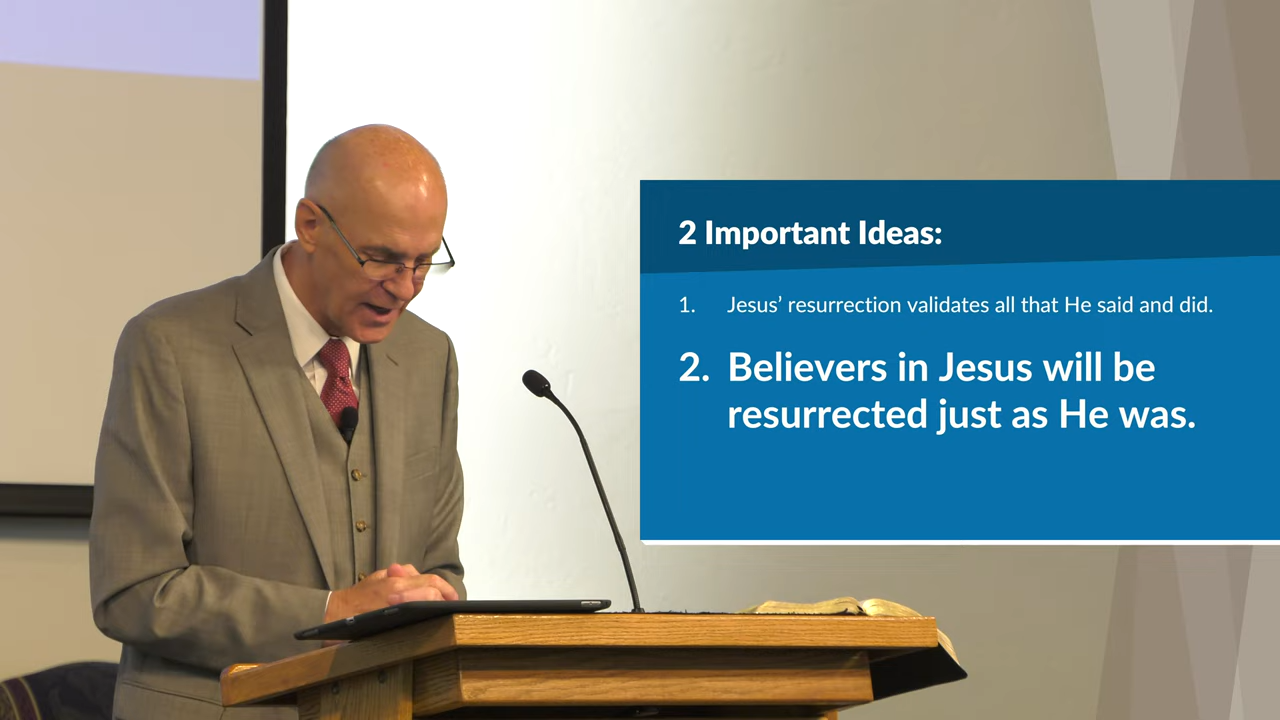 2 Important Ideas:
1. Jesus’ resurrection validates all that He said and did.
2. Believers in Jesus will be
resurrected just as He was.